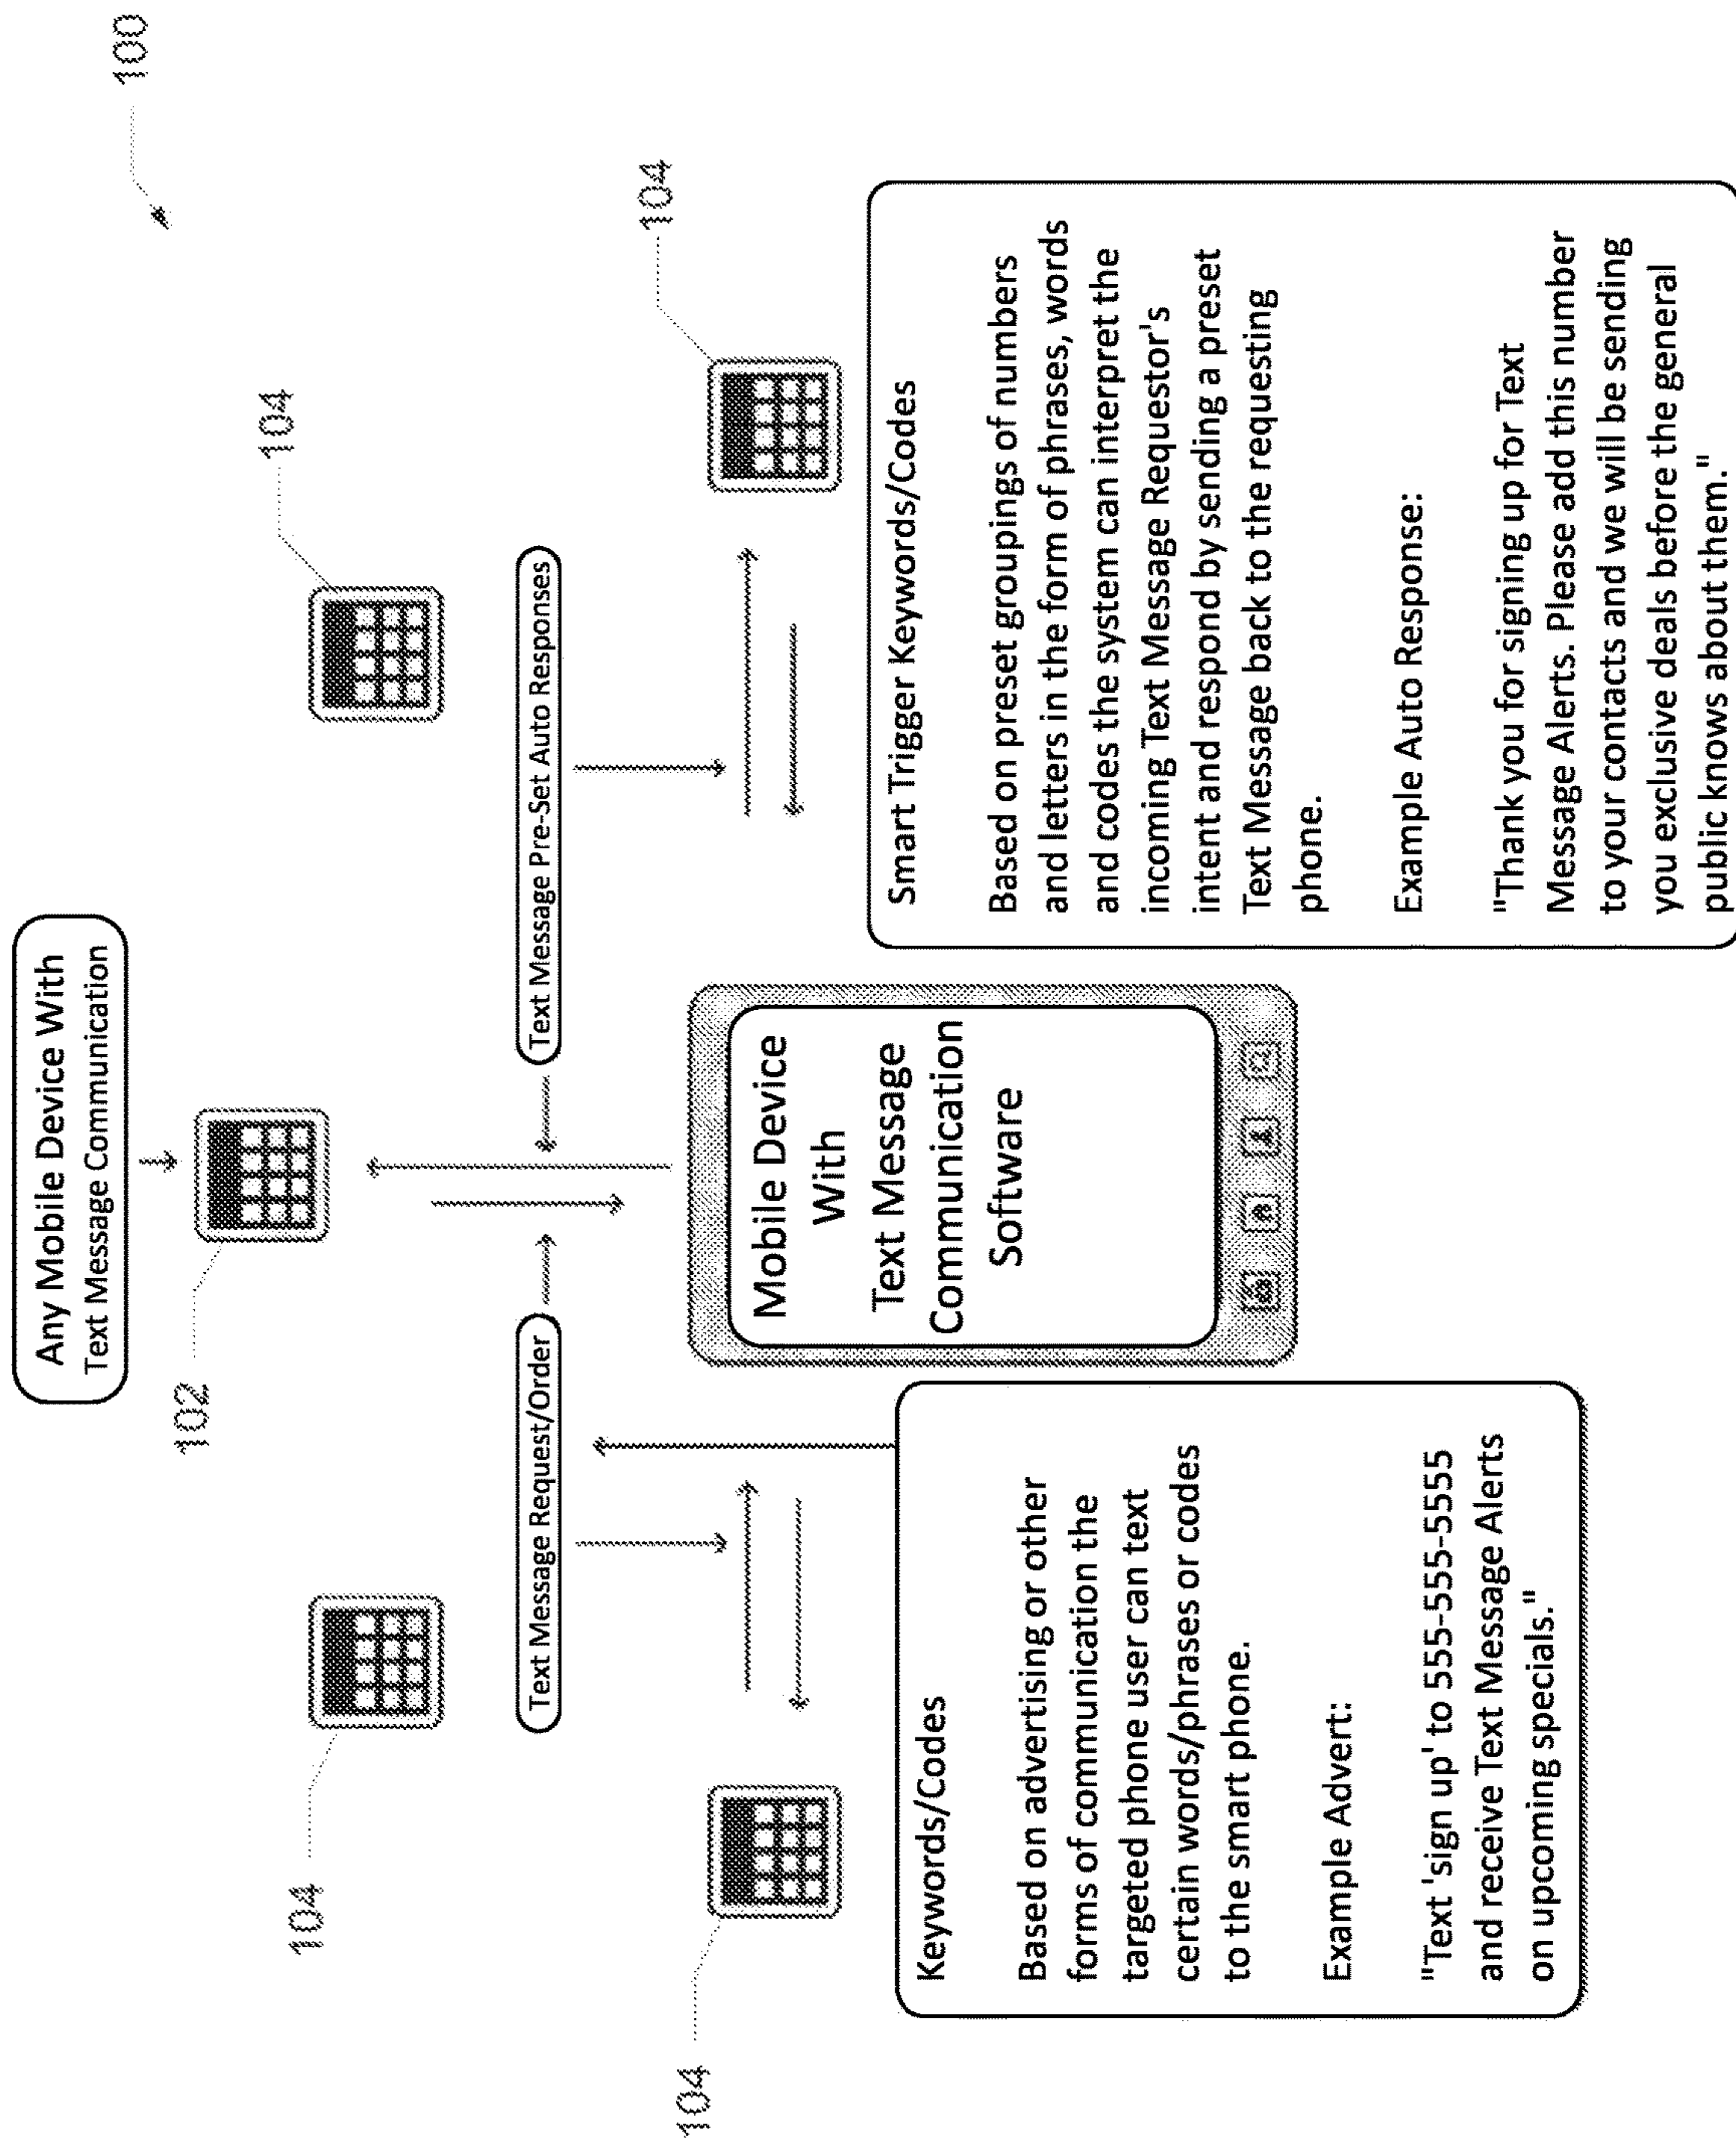 100
Any Mobile Device With
Text Message Communication
102
104
104
Text Message Request/Order
Text Message Pre-Set Auto Responses
104
104
Mobile Device
With
Text Message
Communication
Software
Keywords/Codes
Based on advertising or other
forms of communication the
targeted phone user can text
certain words/phrases or codes
to the smart phone.
Example Advert:
"Text 'sign up' to 555-555-5555
and receive Text Message Alerts
on upcoming specials."
Smart Trigger Keywords/Codes
Based on preset groupings of numbers
and letters in the form of phrases, words
and codes the system can interpret the
incoming Text Message Requestor's
intent and respond by sending a preset
Text Message back to the requesting
phone.
Example Auto Response:
"Thank you for signing up for Text
Message Alerts. Please add this number
to your contacts and we will be sending
you exclusive deals before the general
public knows about them."